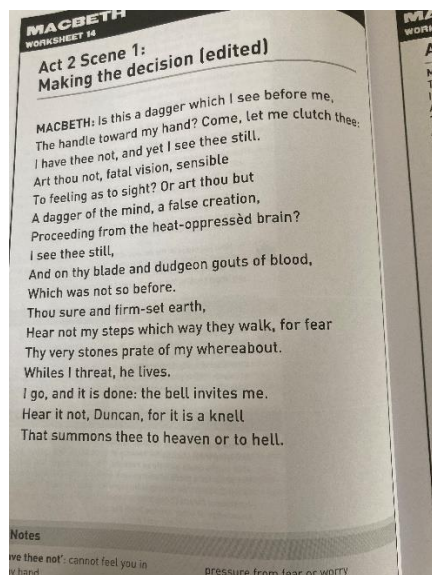 MACBETH
WORKSHEET 14
Act 2 Scene 1:
Making the decision (edited)
MACBETH: Is this a dagger which I see before me,
The handle toward my hand? Come, let me clutch thee:
I have thee not, and yet I see thee still.
Art thou not, fatal vision, sensible
To feeling as to sight? Or art thou but
A dagger of the mind, a false creation,
Proceeding from the heat-oppressèd brain?
I see thee still,
And on thy blade and dudgeon gouts of blood,
Which was not so before.
Thou sure and firm-set earth,
Hear not my steps which way they walk, for fear
Thy very stones prate of my whereabout.
Whiles I threat, he lives.
I go, and it is done: the bell invites me.
Hear it not, Duncan, for it is a knell
That summons thee to heaven or to hell.
Notes
ve thee not': cannot feel you in
hand
pressure from fear or worry
MA
WOR